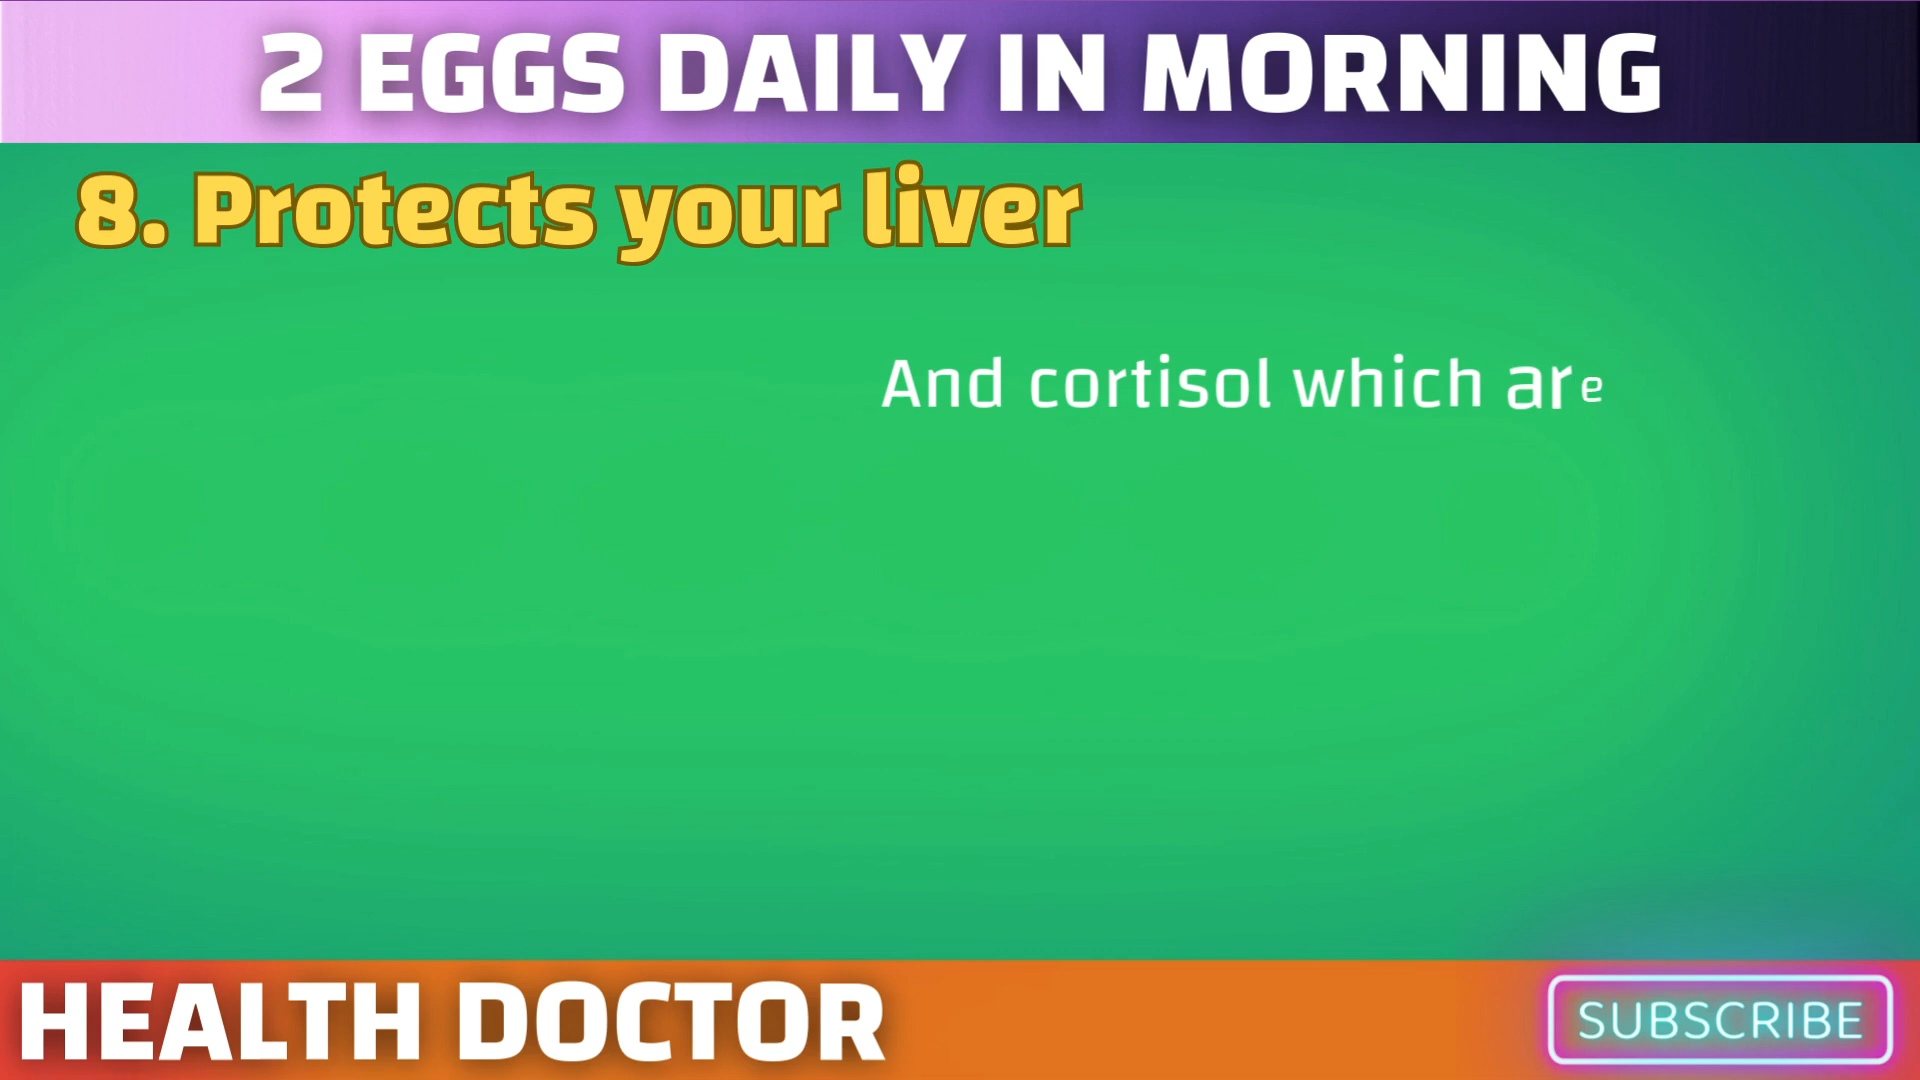 2 EGGS DAILY IN MORNING
8. Protects your liver
And cortisol which are
HEALTH DOCTOR
SUBSCRIBE